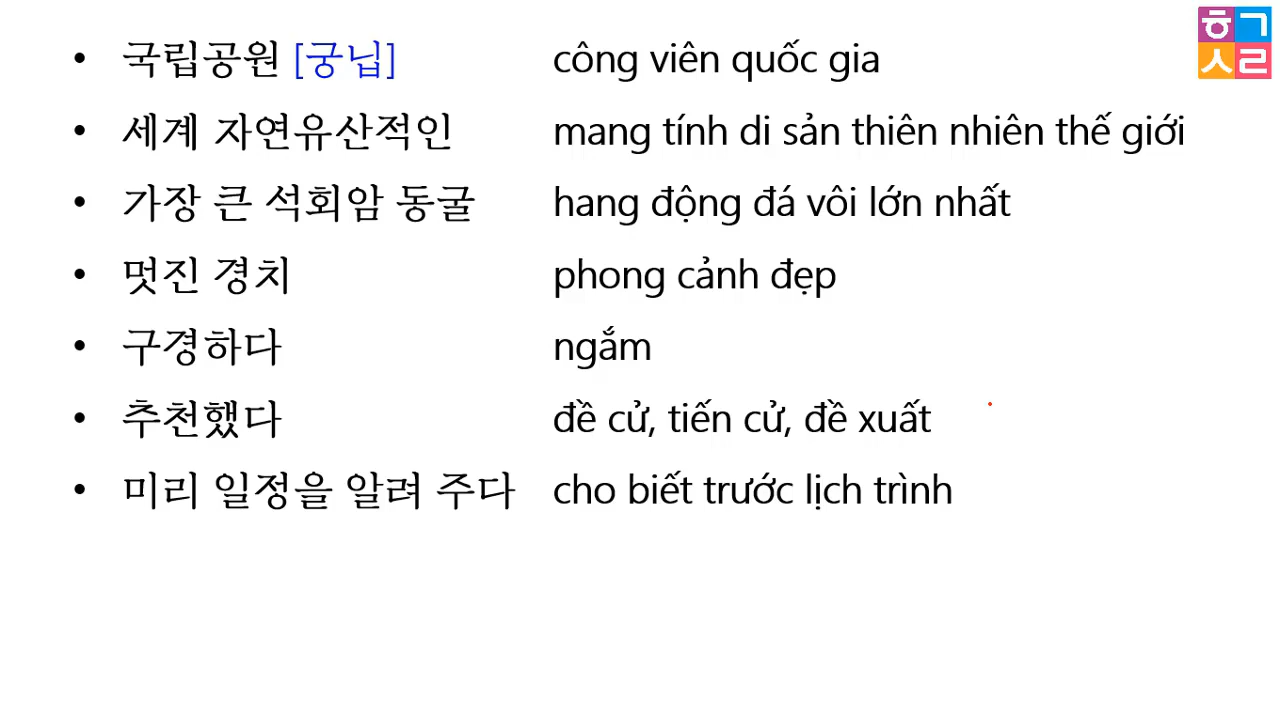 • 국립공원 [궁닙] công viên quốc gia
• 세계 자연유산적인 mang tính di sản thiên nhiên thế giới
• 가장 큰 석회암 동굴 hang động đá vôi lớn nhất
• 멋진 경치 phong cảnh đẹp
• 구경하다 ngắm
• 추천했다 đề cử, tiến cử, đề xuất
• 미리 일정을 알려 주다 cho biết trước lịch trình
ㅎㄱ
ㅅㄹ